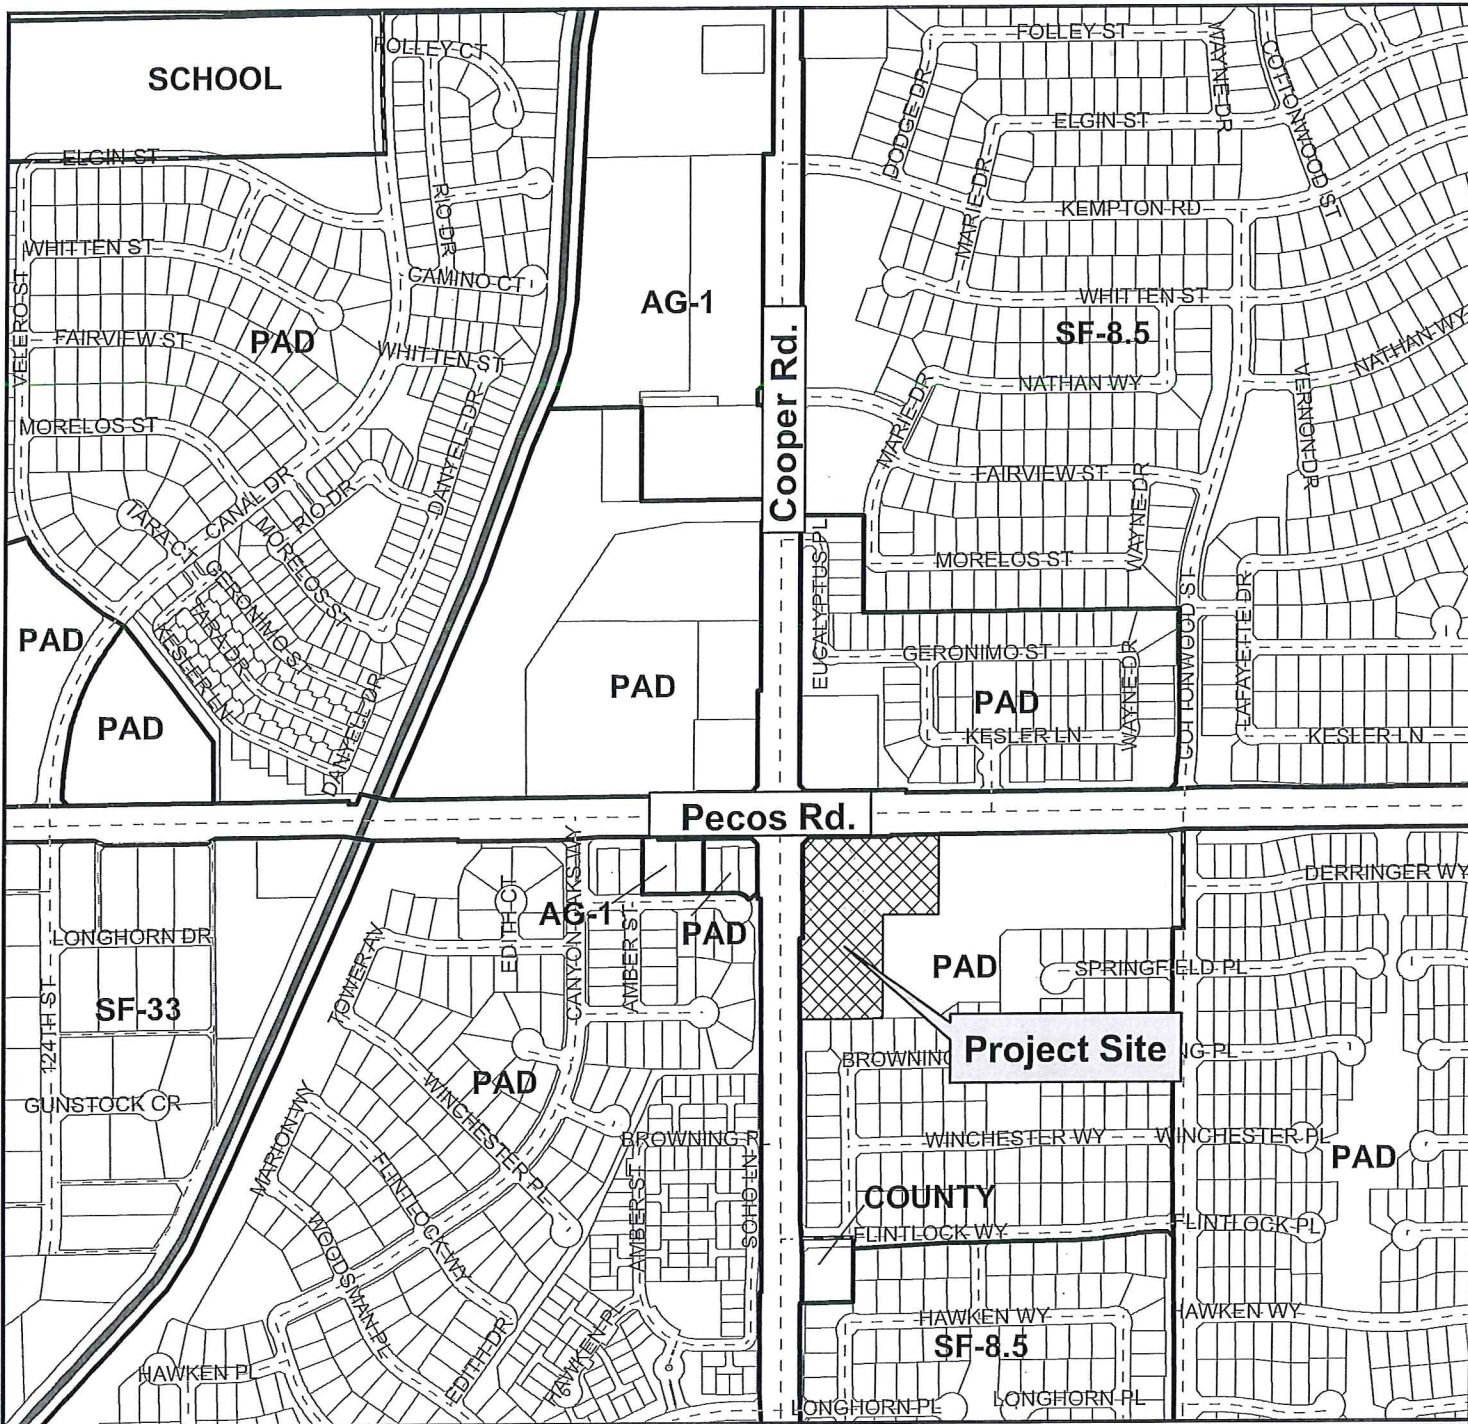 FOLLEY CT
FOLLEY ST
WAYNE DR
COTTONWOOD ST
SCHOOL
DODGE DR
ELGIN ST
ELGIN ST
RIO DR
MARIE DR
KEMPTON RD
WHITTEN ST
CAMINO CT
VELERO ST
AG-1
WHITTEN ST
SF-8.5
FAIRVIEW ST
PAD
WHITTEN ST
Cooper Rd.
NATHAN WY
NATHAN WY
VERNON DR
MORELOS ST
DANYELL DR
MARIE DR
FAIRVIEW ST
WAYNE DR
CANAL DR
RIO DR
TARA CT
MORELOS ST
EUCALYPTUS PL
MORELOS ST
GERONIMO ST
TARA DR
KESLER LN
COTTONWOOD ST
LAFAYETTE DR
PAD
GERONIMO ST
WAYNE DR
PAD
PAD
PAD
DANYELL DR
KESLER LN
KESLER LN
Pecos Rd.
CANYON OAKS WY
DERRINGER WY
EDITH CT
AG-1
AMBER ST
PAD
LONGHORN DR
TOWER AV
PAD
SPRINGFIELD PL
124TH ST
SF-33
Project Site
BROWNING
NG PL
PAD
WINCHESTER PL
GUNSTOCK CR
MARION WY
FLINTLOCK WY
BROWNING P
WINCHESTER WY
WINCHESTER PL
PAD
AMBER ST
SOHO LN
COUNTY
FLINTLOCK WY
FLINTLOCK PL
WOODSMAN PL
HAWKEN WY
HAWKEN WY
SF-8.5
EDITH DR
HAWKEN PL
HAWKEN PL
LONGHORN PL
LONGHORN PL